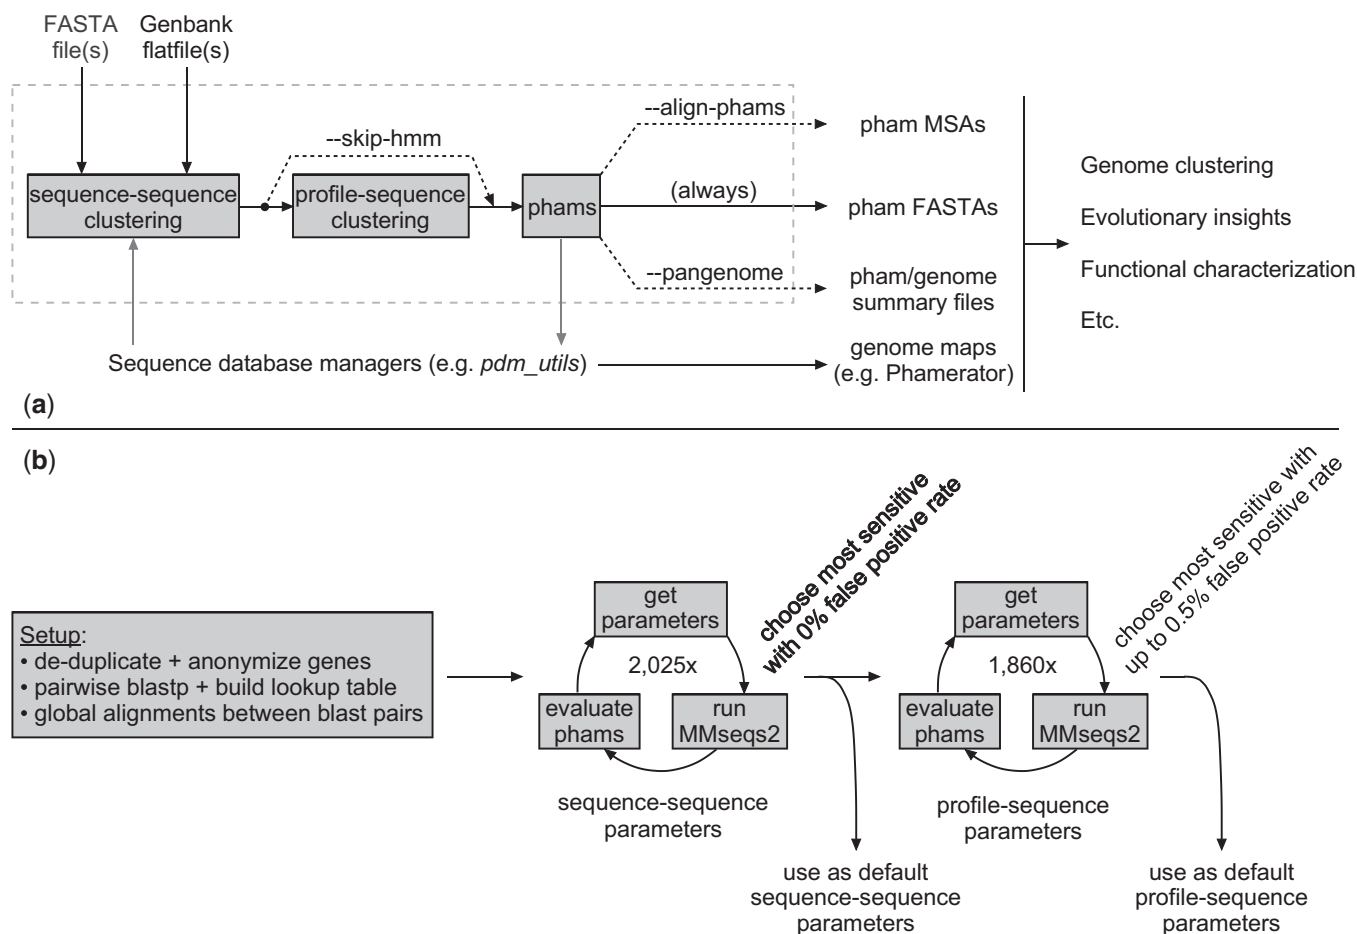 FASTA
file(s)
Genbank
flatfile(s)
--align-phams
pham MSAs
--skip-hmm
sequence-sequence
clustering
profile-sequence
clustering
phams
(always)
pham FASTAs
--pangenome
pham/genome
summary files
Sequence database managers (e.g. pdm_utils)
genome maps
(e.g. Phamerator)
Genome clustering
Evolutionary insights
Functional characterization
Etc.
(a)
(b)
Setup:
• de-duplicate + anonymize genes
• pairwise blastp + build lookup table
• global alignments between blast pairs
get
parameters
2,025x
evaluate
phams
run
MMseqs2
sequence-sequence
parameters
choose most sensitive
with 0% false positive rate
use as default
sequence-sequence
parameters
get
parameters
1,860x
evaluate
phams
run
MMseqs2
profile-sequence
parameters
choose most sensitive with
up to 0.5% false positive rate
use as default
profile-sequence
parameters